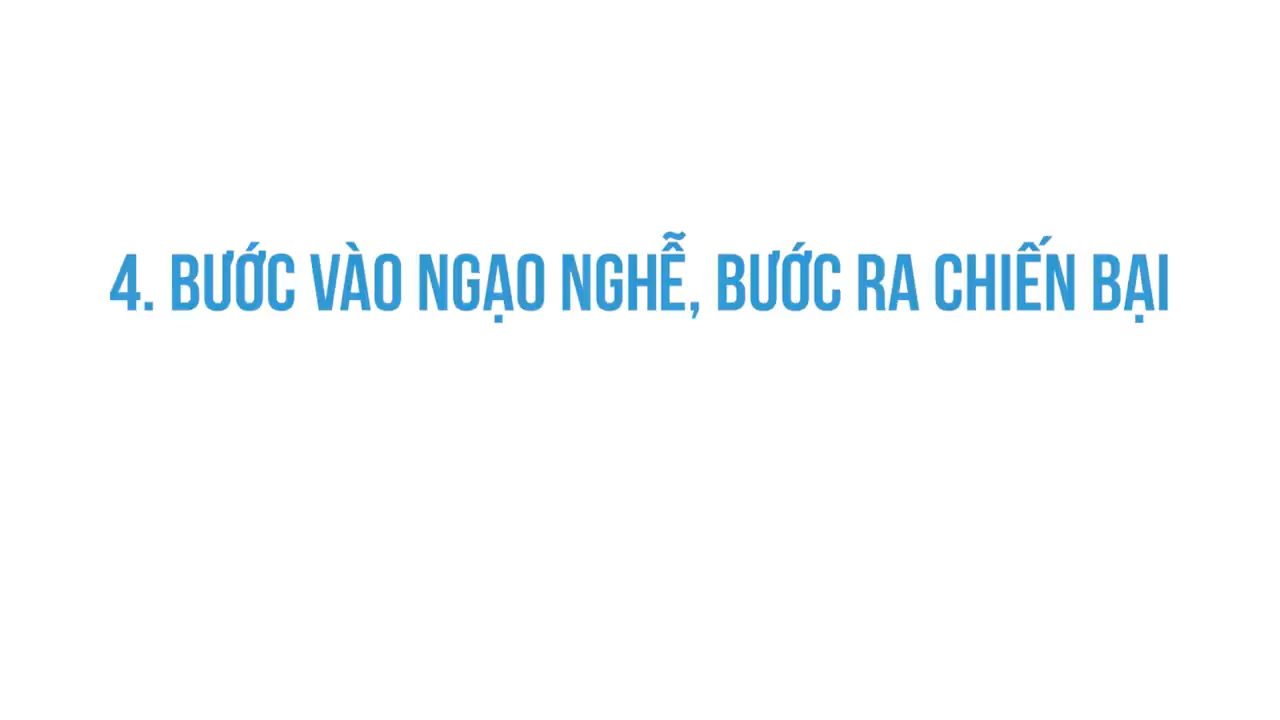 4. BƯỚC VÀO NGẠO NGHỄ, BƯỚC RA CHIẾN BẠI